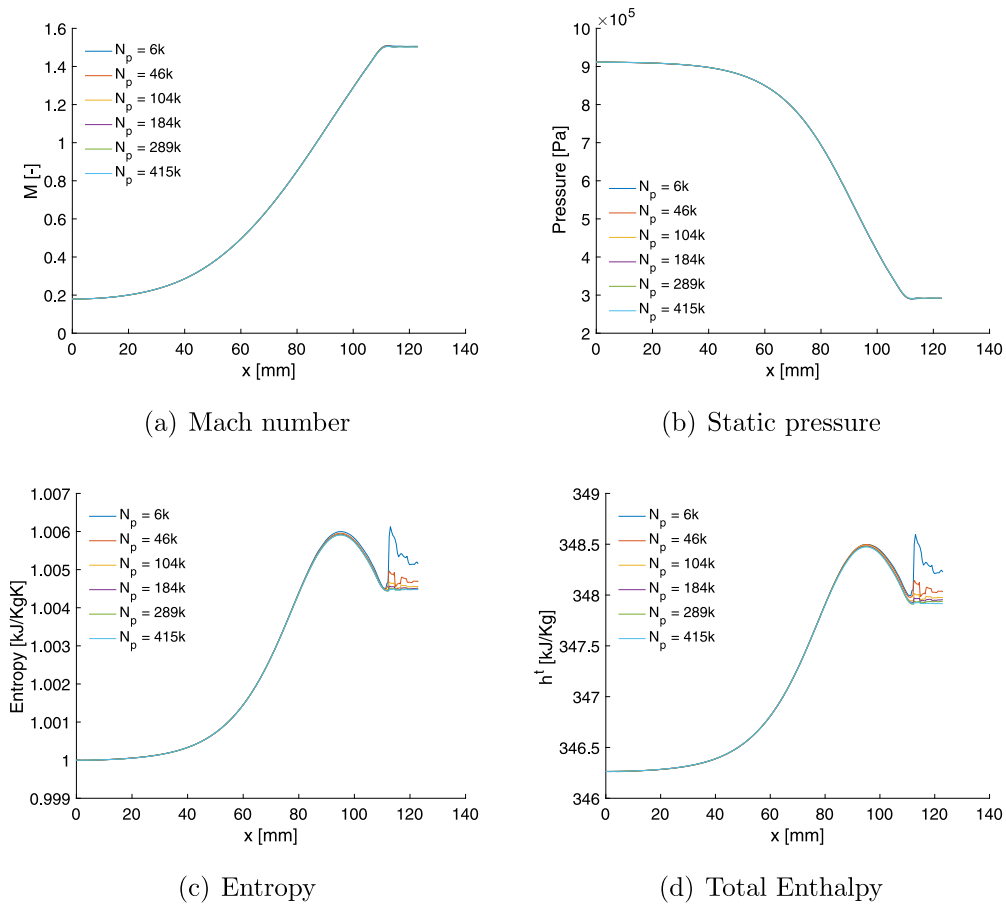 1.6
1.4
1.2
1
0.8
0.6
0.4
0.2
0
M [-]
N_p = 6k
N_p = 46k
N_p = 104k
N_p = 184k
N_p = 289k
N_p = 415k
0 20 40 60 80 100 120 140
x [mm]
(a) Mach number
×10^5
10
9
8
7
6
5
4
3
2
Pressure [Pa]
N_p = 6k
N_p = 46k
N_p = 104k
N_p = 184k
N_p = 289k
N_p = 415k
0 20 40 60 80 100 120 140
x [mm]
(b) Static pressure
1.007
1.006
1.005
1.004
1.003
1.002
1.001
1
0.999
Entropy [kJ/KgK]
N_p = 6k
N_p = 46k
N_p = 104k
N_p = 184k
N_p = 289k
N_p = 415k
0 20 40 60 80 100 120 140
x [mm]
(c) Entropy
349
348.5
348
347.5
347
346.5
346
h^t [kJ/Kg]
N_p = 6k
N_p = 46k
N_p = 104k
N_p = 184k
N_p = 289k
N_p = 415k
0 20 40 60 80 100 120 140
x [mm]
(d) Total Enthalpy